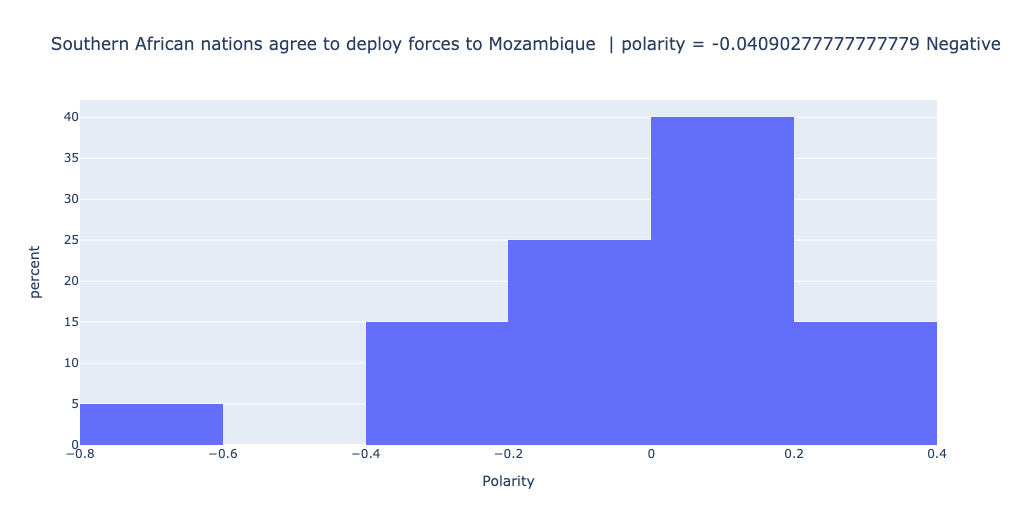 Southern African nations agree to deploy forces to Mozambique  | polarity = -0.04090277777777779 Negative
40
35
30
25
20
15
10
5
0
percent
−0.8 −0.6 −0.4 −0.2 0 0.2 0.4
Polarity